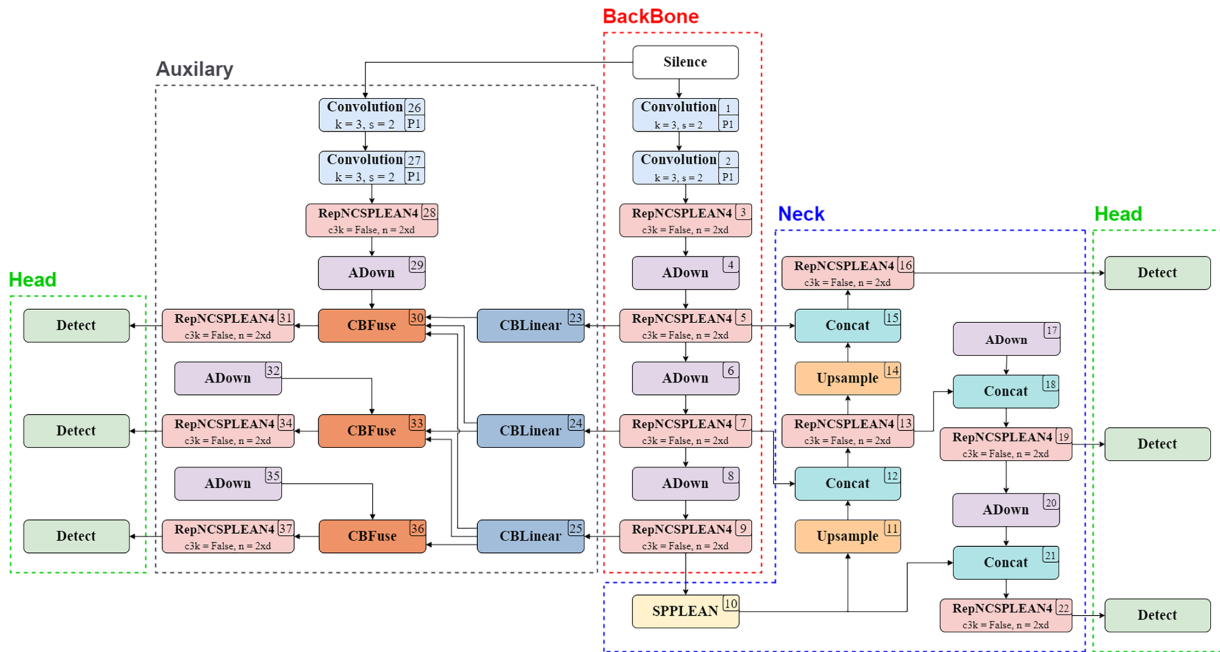 BackBone
Silence
Auxilary
Convolution 26
k = 3, s = 2 P1
Convolution 1
k = 3, s = 2 P1
Convolution 27
k = 3, s = 2 P1
Convolution 2
k = 3, s = 2 P1
RepNCSPLEAN4 28
c3k = False, n = 2xd
RepNCSPLEAN4 3
c3k = False, n = 2xd
Neck
Head
ADown 29
ADown 4
RepNCSPLEAN4 16
c3k = False, n = 2xd
Detect
Head
Detect
RepNCSPLEAN4 31
c3k = False, n = 2xd
CBFuse 30
CBLinear 23
RepNCSPLEAN4 5
c3k = False, n = 2xd
Concat 15
ADown 17
ADown 32
ADown 6
Upsample 14
Concat 18
Detect
RepNCSPLEAN4 34
c3k = False, n = 2xd
CBFuse 33
CBLinear 24
RepNCSPLEAN4 7
c3k = False, n = 2xd
RepNCSPLEAN4 13
c3k = False, n = 2xd
RepNCSPLEAN4 19
c3k = False, n = 2xd
Detect
ADown 35
ADown 8
Concat 12
ADown 20
Detect
RepNCSPLEAN4 37
c3k = False, n = 2xd
CBFuse 36
CBLinear 25
RepNCSPLEAN4 9
c3k = False, n = 2xd
Upsample 11
Concat 21
SPPLEAN 10
RepNCSPLEAN4 22
c3k = False, n = 2xd
Detect